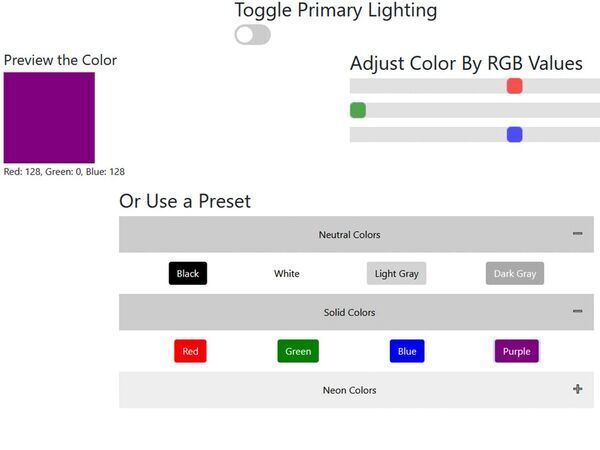 Toggle Primary Lighting
Preview the Color
Adjust Color By RGB Values
Red: 128, Green: 0, Blue: 128
Or Use a Preset
Neutral Colors
Black White Light Gray Dark Gray
Solid Colors
Red Green Blue Purple
Neon Colors